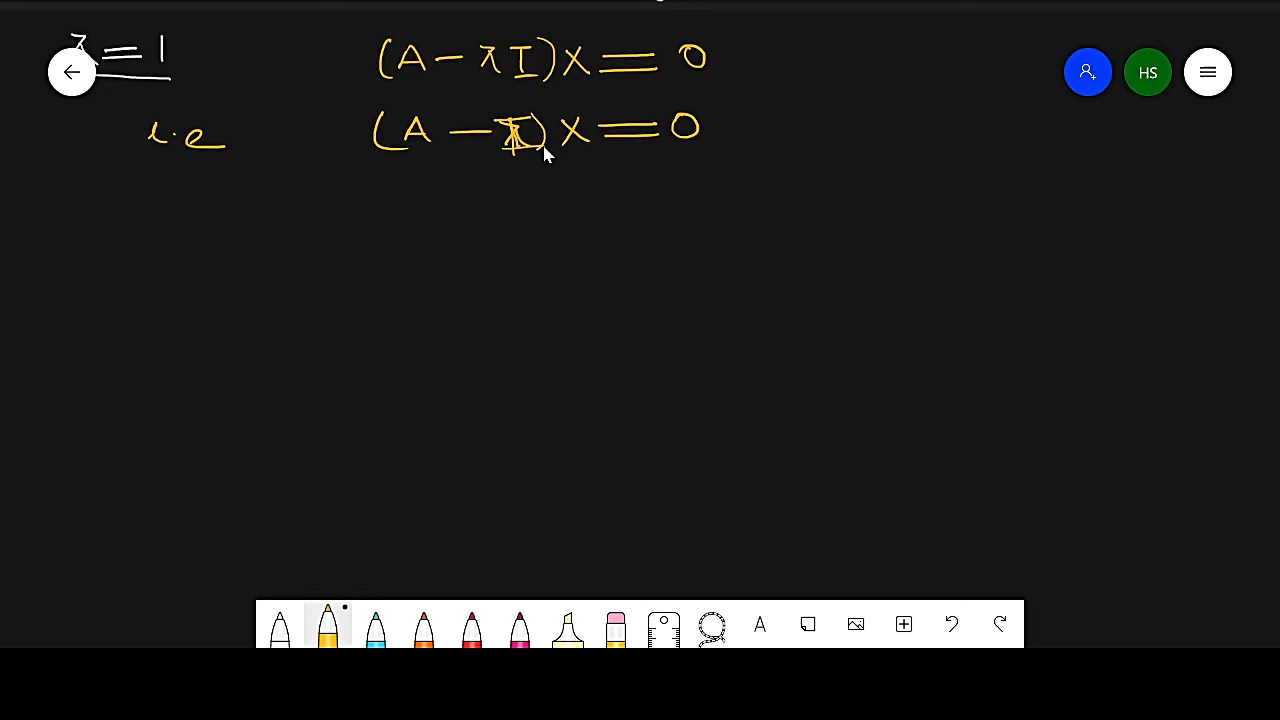 λ = 1 (A - λI)X = 0
i.e (A - I)X = 0
HS
A